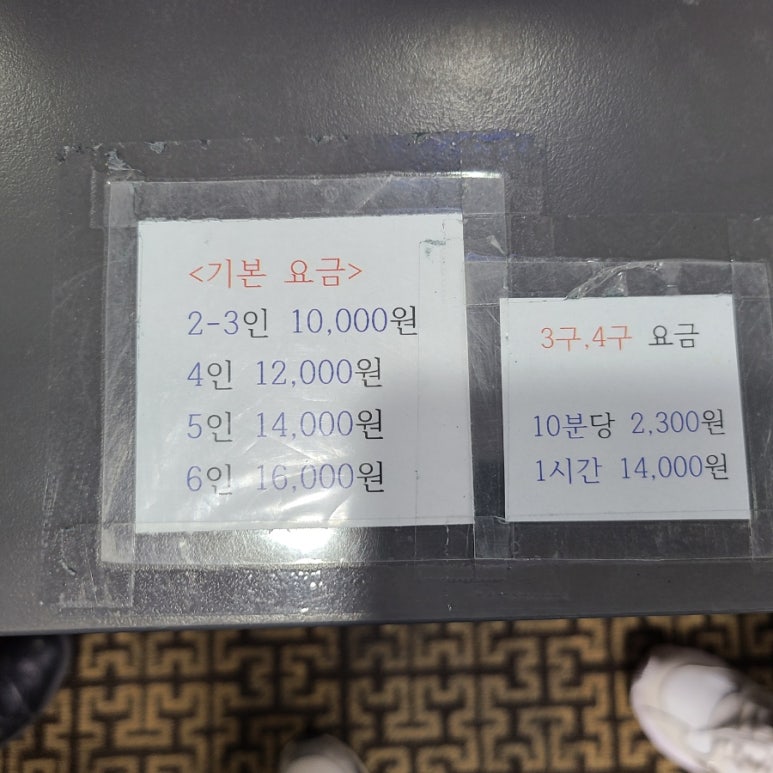 <기본 요금>
2-3인 10,000원
4인 12,000원
5인 14,000원
6인 16,000원
3구,4구 요금
10분당 2,300원
1시간 14,000원